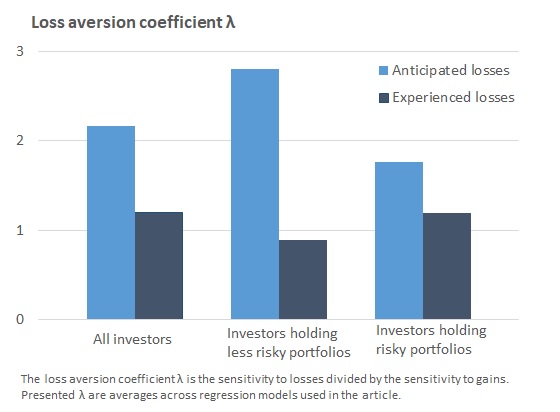 Loss aversion coefficient λ
3
Anticipated losses
Experienced losses
2
1
0
All investors
Investors holding
less risky portfolios
Investors holding
risky portfolios
The loss aversion coefficient λ is the sensitivity to losses divided by the sensitivity to gains.
Presented λ are averages across regression models used in the article.